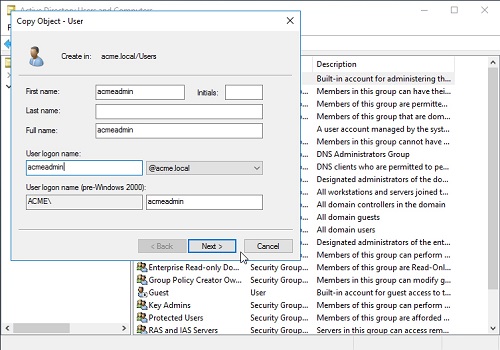 Active Directory Users and Computers
Copy Object - User
Create in: acme.local/Users
First name: acmeadmin Initials:
Last name:
Full name: acmeadmin
User logon name:
acmeadmin @acme.local
User logon name (pre-Windows 2000):
ACME\ acmeadmin
< Back Next > Cancel
Description
Built-in account for administering th...
Members in this group can have thei...
Members in this group are permitte...
Members of this group that are dom...
A user account managed by the syst...
Members in this group cannot have ...
DNS Administrators Group
DNS clients who are permitted to pe...
Designated administrators of the do...
All workstations and servers joined t...
All domain controllers in the domain
All domain guests
All domain users
Designated administrators of the ent...
Members of this group can perform ...
Enterprise Read-only Do... Security Group... Members of this group are Read-Onl...
Group Policy Creator Ow... Security Group... Members in this group can modify g...
Guest User Built-in account for guest access to t...
Key Admins Security Group... Members of this group can perform ...
Protected Users Security Group... Members of this group are afforded ...
RAS and IAS Servers Security Group... Servers in this group can access rem...